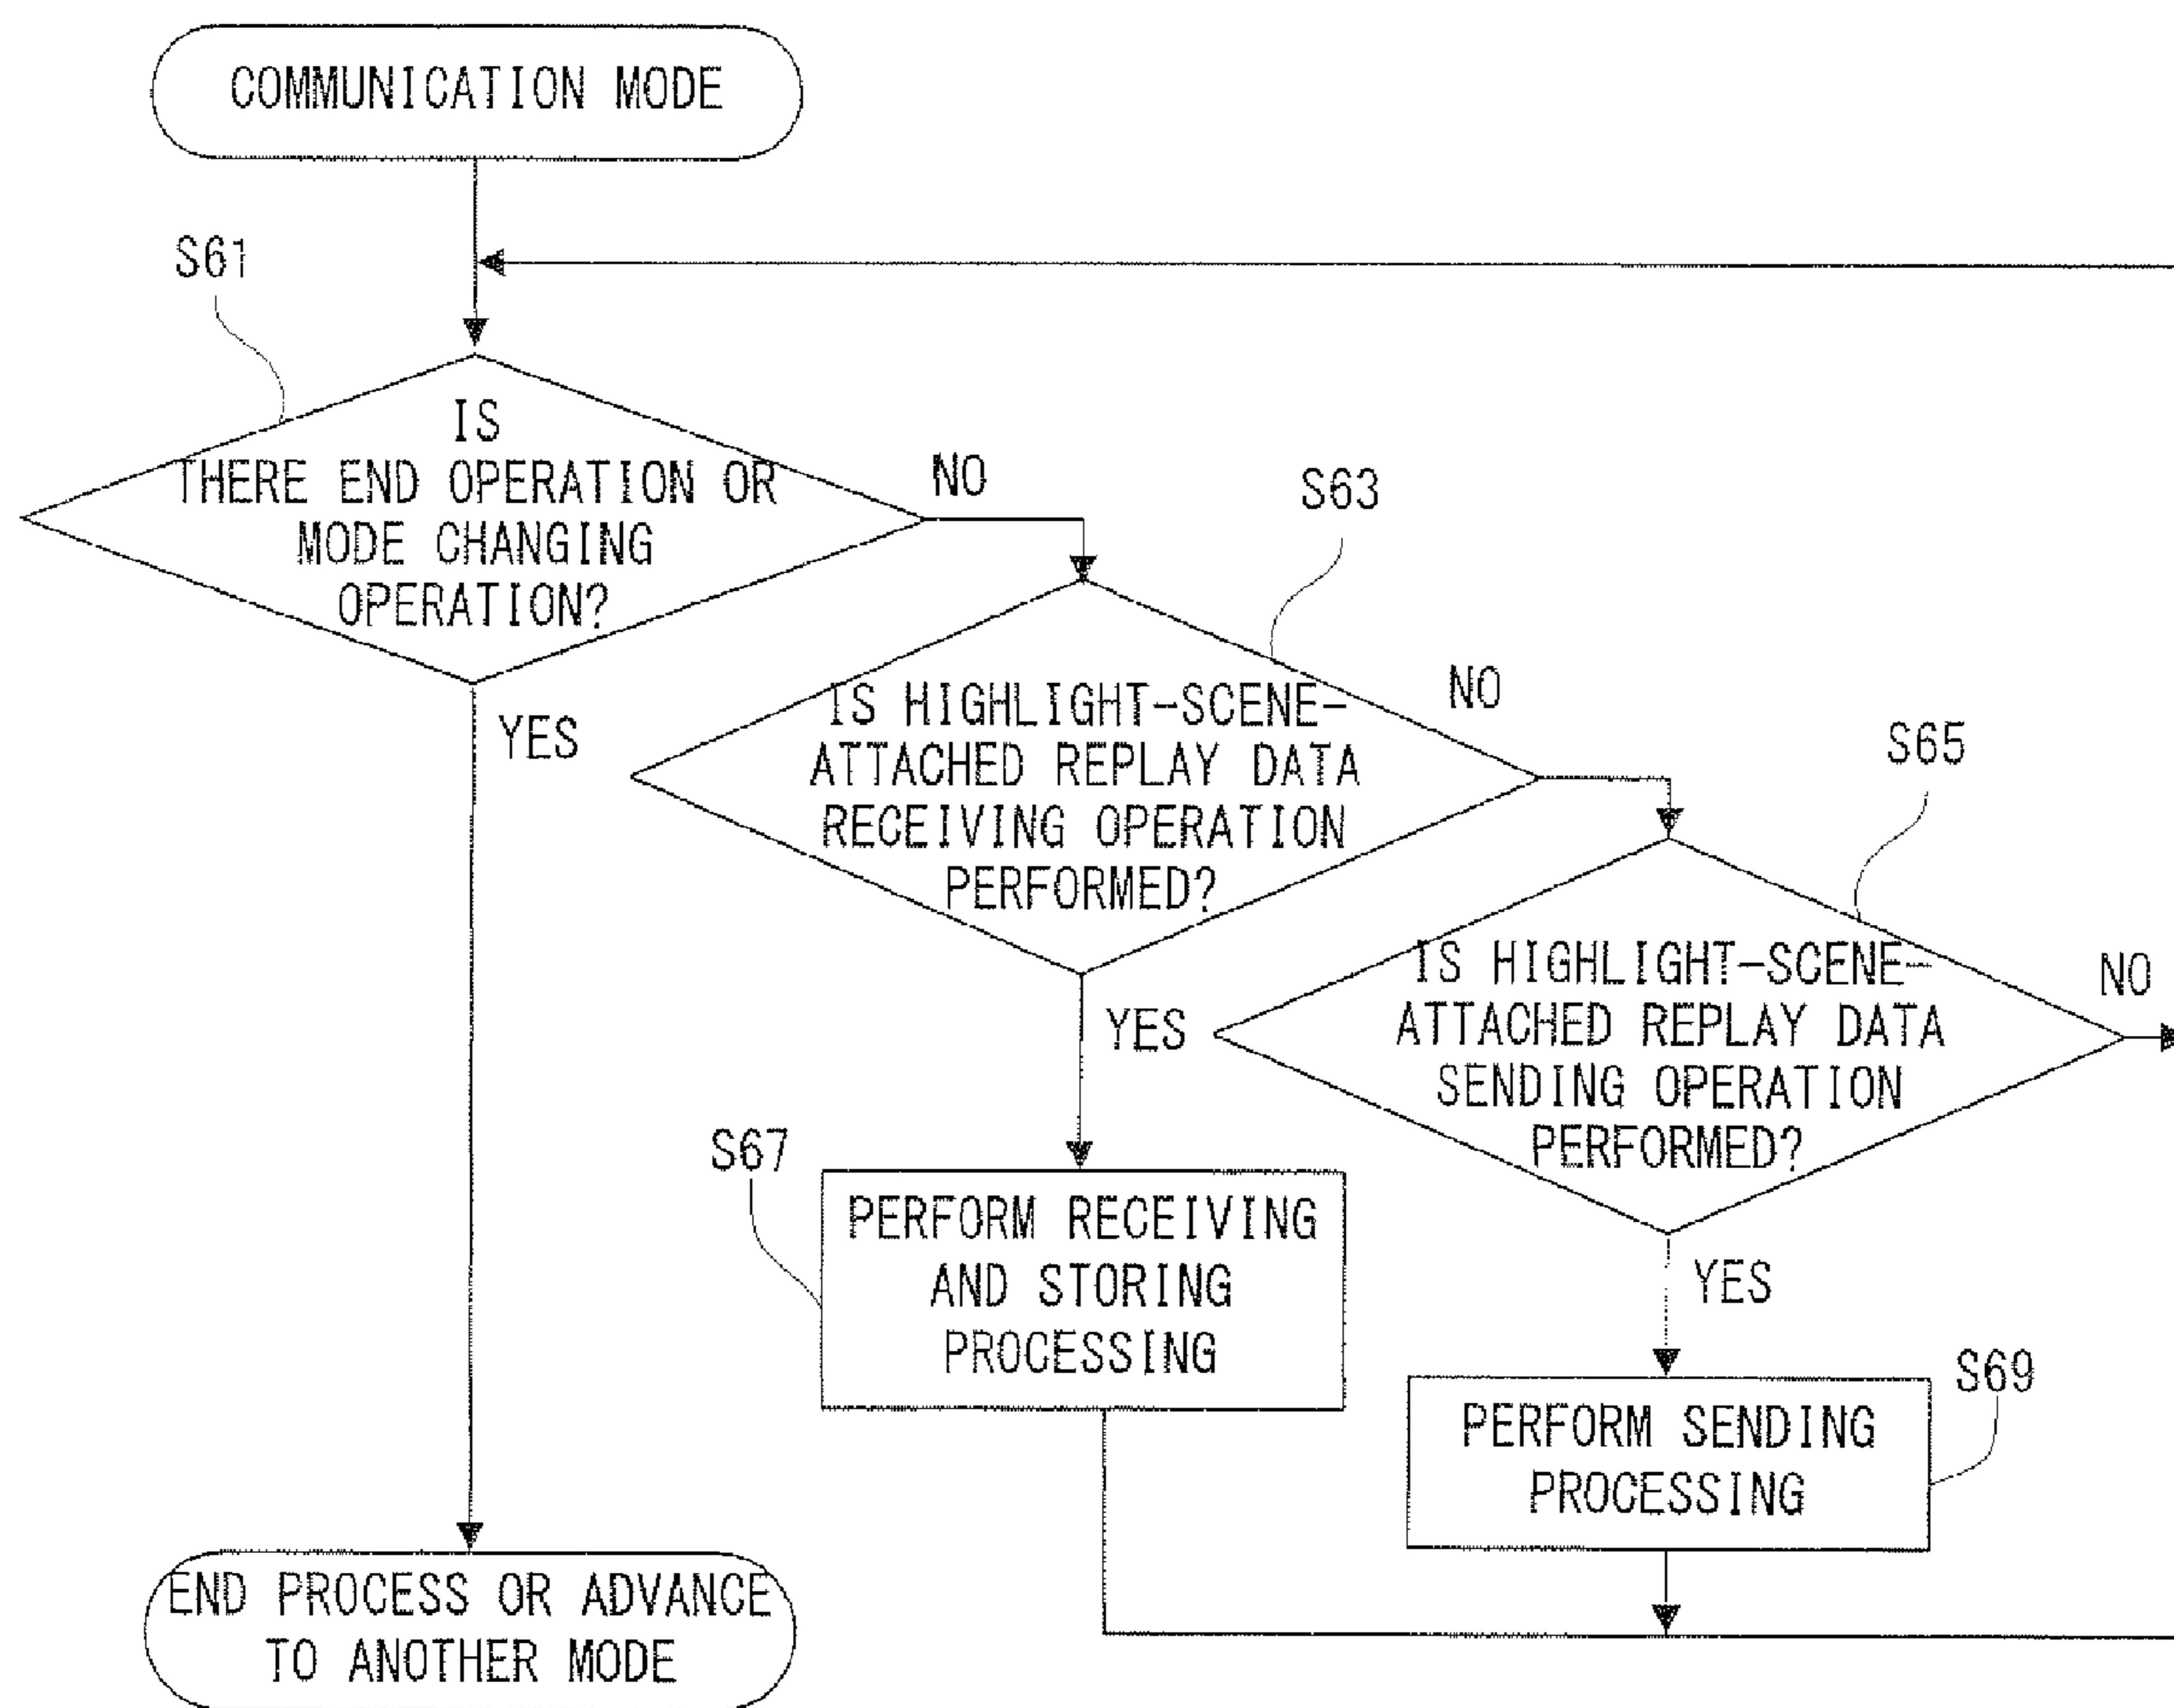 COMMUNICATION MODE
S61
IS
THERE END OPERATION OR
MODE CHANGING
OPERATION?
NO
YES
S63
IS HIGHLIGHT-SCENE-
ATTACHED REPLAY DATA
RECEIVING OPERATION
PERFORMED?
NO
YES
S65
IS HIGHLIGHT-SCENE-
ATTACHED REPLAY DATA
SENDING OPERATION
PERFORMED?
NO
YES
S67
PERFORM RECEIVING
AND STORING
PROCESSING
S69
PERFORM SENDING
PROCESSING
END PROCESS OR ADVANCE
TO ANOTHER MODE